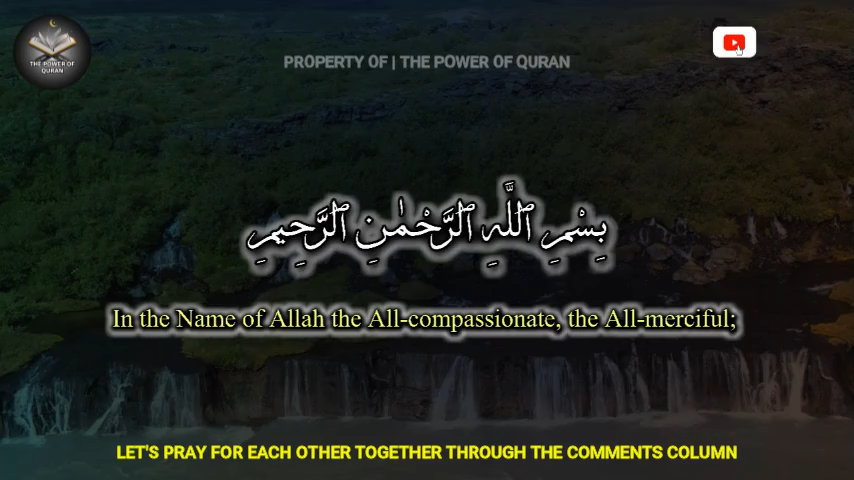 THE POWER OF
QURAN
PROPERTY OF | THE POWER OF QURAN
بِسْمِ ٱللَّهِ ٱلرَّحْمَٰنِ ٱلرَّحِيمِ
In the Name of Allah the All-compassionate, the All-merciful;
LET'S PRAY FOR EACH OTHER TOGETHER THROUGH THE COMMENTS COLUMN